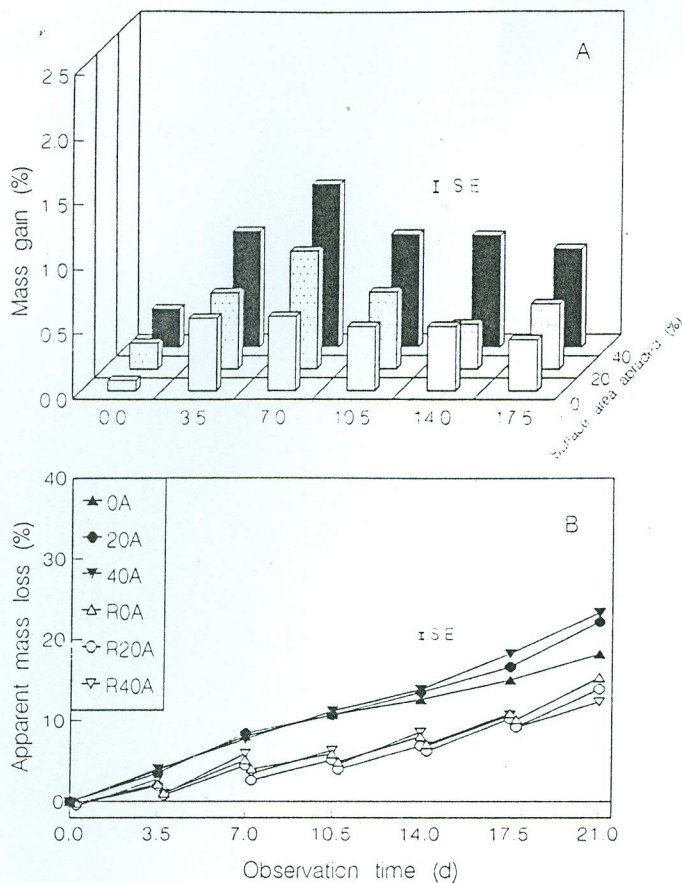 A
2.5
2.0
1.5
1.0
0.5
0.0
Mass gain (%)
I S E
0.0 3.5 7.0 10.5 14.0 17.5
0 20 40
Surface area abraded (%)
B
40
30
20
10
0
Apparent mass loss (%)
0A
20A
40A
R0A
R20A
R40A
I S E
0.0 3.5 7.0 10.5 14.0 17.5 21.0
Observation time (d)